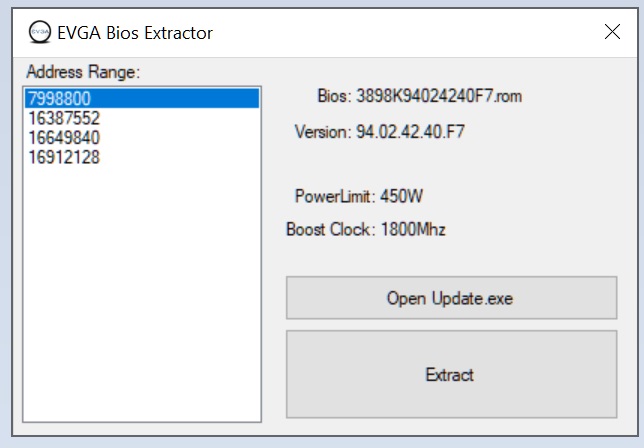 EVGA EVGA Bios Extractor
Address Range:
7998800
16387552
16649840
16912128
Bios: 3898K94024240F7.rom
Version: 94.02.42.40.F7
PowerLimit: 450W
Boost Clock: 1800Mhz
Open Update.exe
Extract